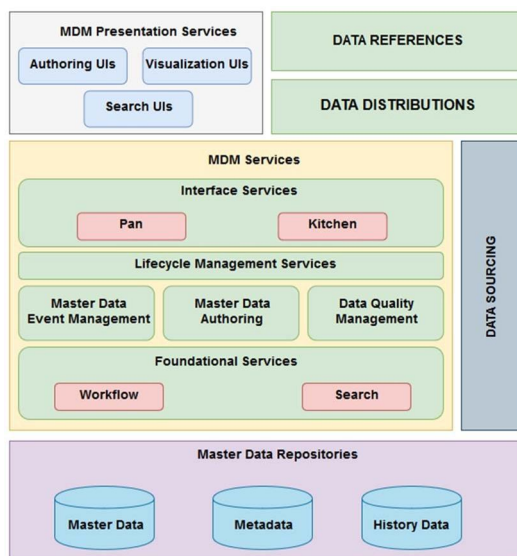 MDM Presentation Services
Authoring UIs
Visualization UIs
Search UIs
DATA REFERENCES
DATA DISTRIBUTIONS
MDM Services
Interface Services
Pan
Kitchen
Lifecycle Management Services
Master Data
Event Management
Master Data
Authoring
Data Quality
Management
Foundational Services
Workflow
Search
DATA SOURCING
Master Data Repositories
Master Data
Metadata
History Data